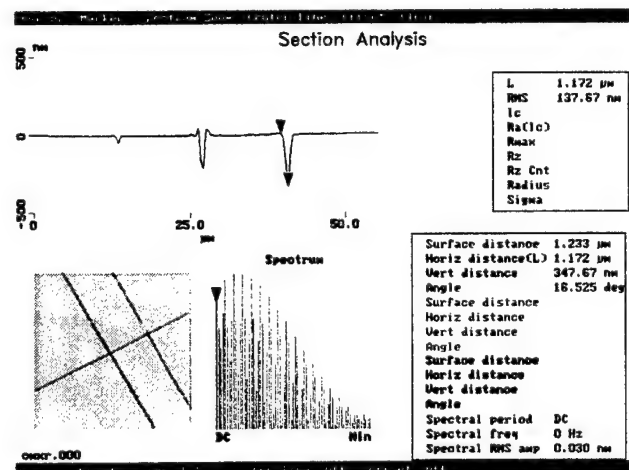 Section Analysis
nm
500
0
-500
0
25.0
50.0
µm
L 1.172 µm
RMS 137.67 nm
lc
Ra(lc)
Rmax
Rz
Rz Cnt
Radius
Sigma
Spectrum
DC
Min
Surface distance 1.233 µm
Horiz distance(L) 1.172 µm
Vert distance 347.67 nm
Angle 16.525 deg
Surface distance
Horiz distance
Vert distance
Angle
Surface distance
Horiz distance
Vert distance
Angle
Spectral period DC
Spectral freq 0 Hz
Spectral RMS amp 0.030 nm